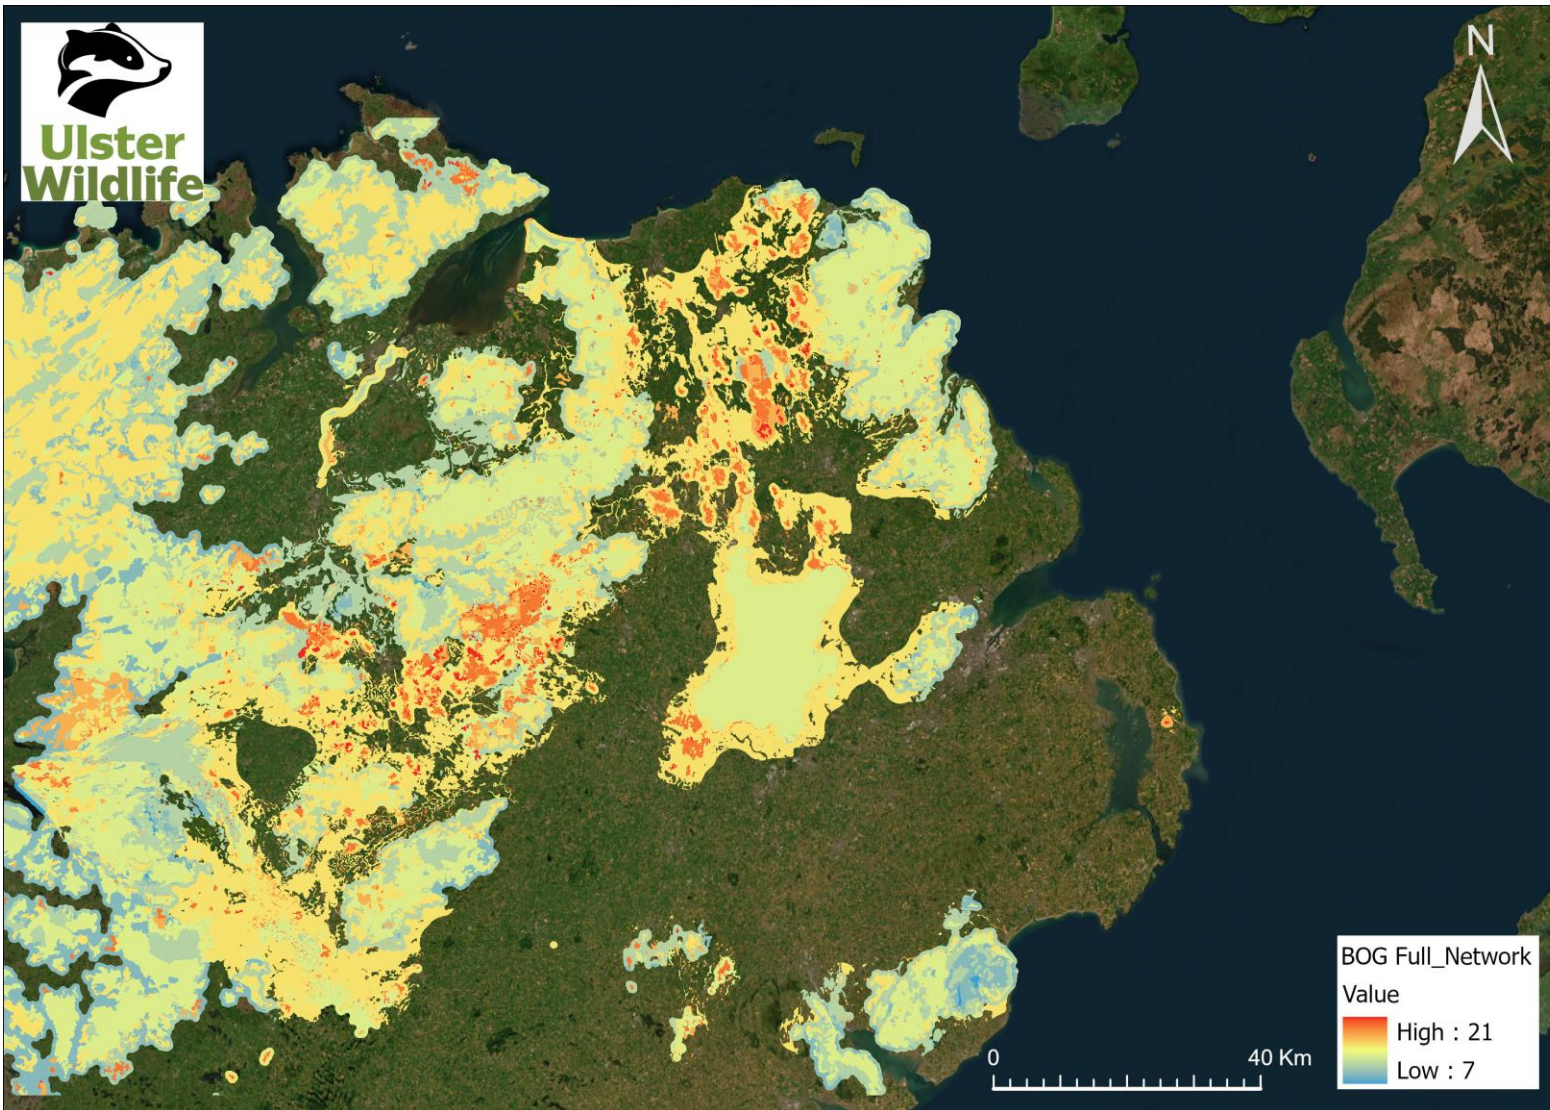 Ulster
Wildlife
N
BOG Full_Network
Value
High : 21
Low : 7
0 40 Km